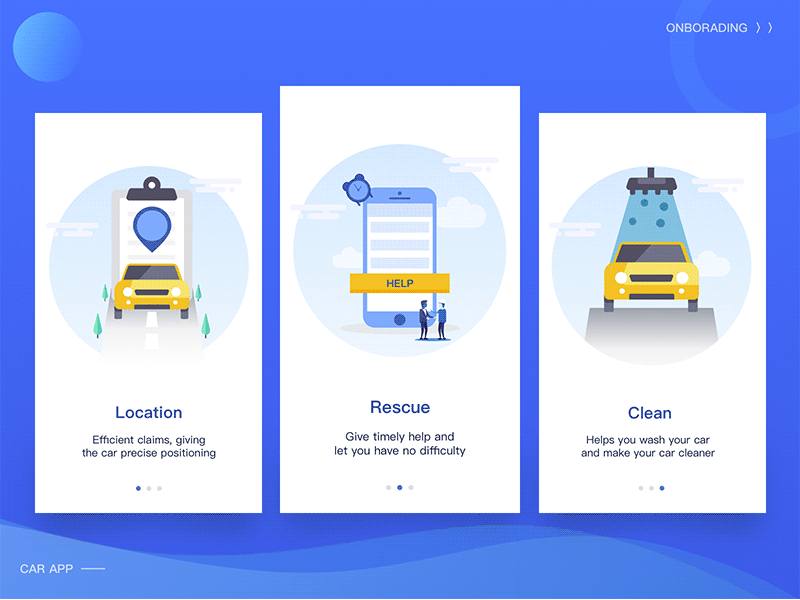 ONBORADING 》
HELP
Location
Efficient claims, giving
the car precise positioning
Rescue
Give timely help and
let you have no difficulty
Clean
Helps you wash your car
and make your car cleaner
CAR APP